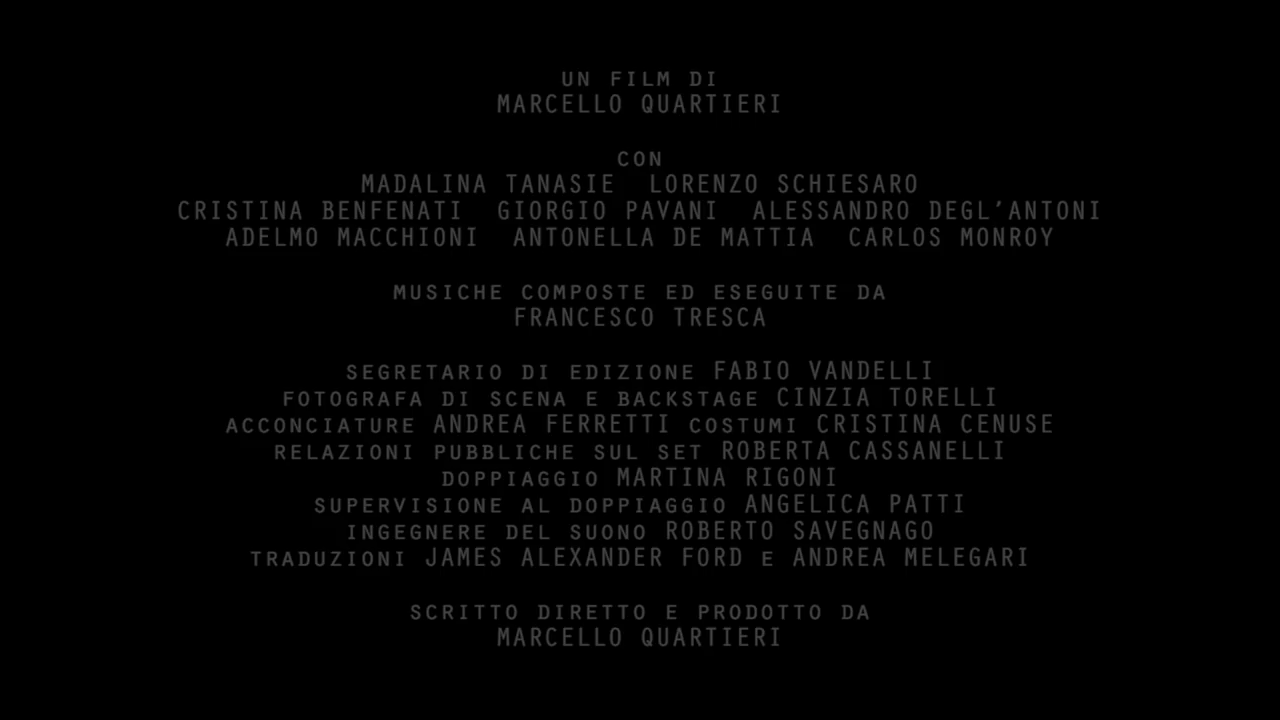 UN FILM DI
MARCELLO QUARTIERI
CON
MADALINA TANASIE LORENZO SCHIESARO
CRISTINA BENFENATI GIORGIO PAVANI ALESSANDRO DEGL'ANTONI
ADELMO MACCHIONI ANTONELLA DE MATTIA CARLOS MONROY
MUSICHE COMPOSTE ED ESEGUITE DA
FRANCESCO TRESCA
SEGRETARIO DI EDIZIONE FABIO VANDELLI
FOTOGRAFA DI SCENA E BACKSTAGE CINZIA TORELLI
ACCONCIATURE ANDREA FERRETTI COSTUMI CRISTINA CENUSE
RELAZIONI PUBBLICHE SUL SET ROBERTA CASSANELLI
DOPPIAGGIO MARTINA RIGONI
SUPERVISIONE AL DOPPIAGGIO ANGELICA PATTI
INGEGNERE DEL SUONO ROBERTO SAVEGNAGO
TRADUZIONI JAMES ALEXANDER FORD E ANDREA MELEGARI
SCRITTO DIRETTO E PRODOTTO DA
MARCELLO QUARTIERI